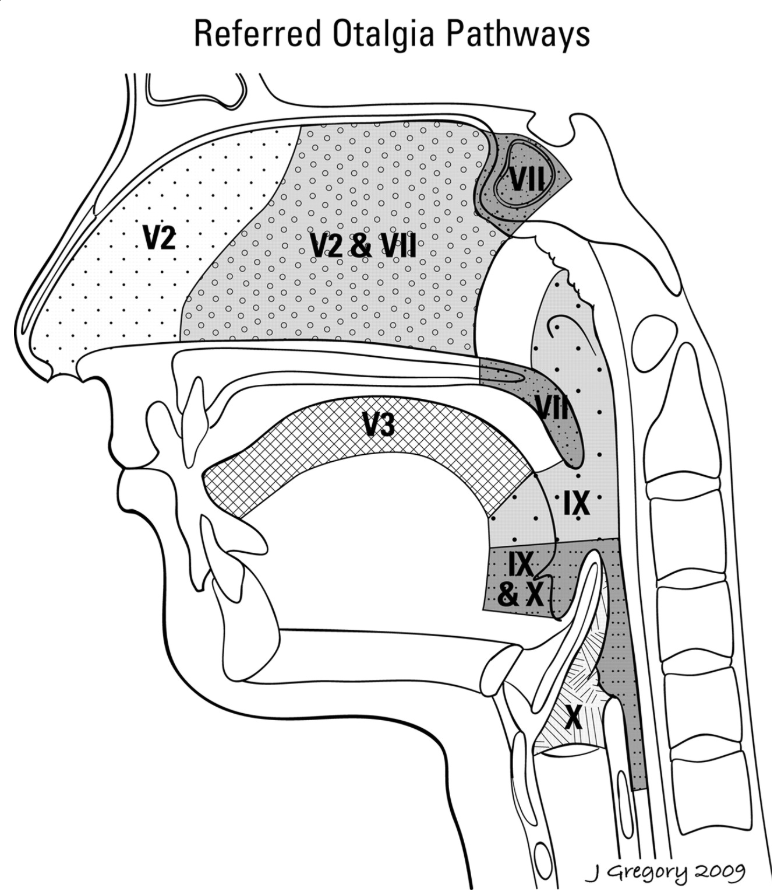 Referred Otalgia Pathways
VII
V2
V2 & VII
VII
V3
IX
IX
& X
X
J Gregory 2009